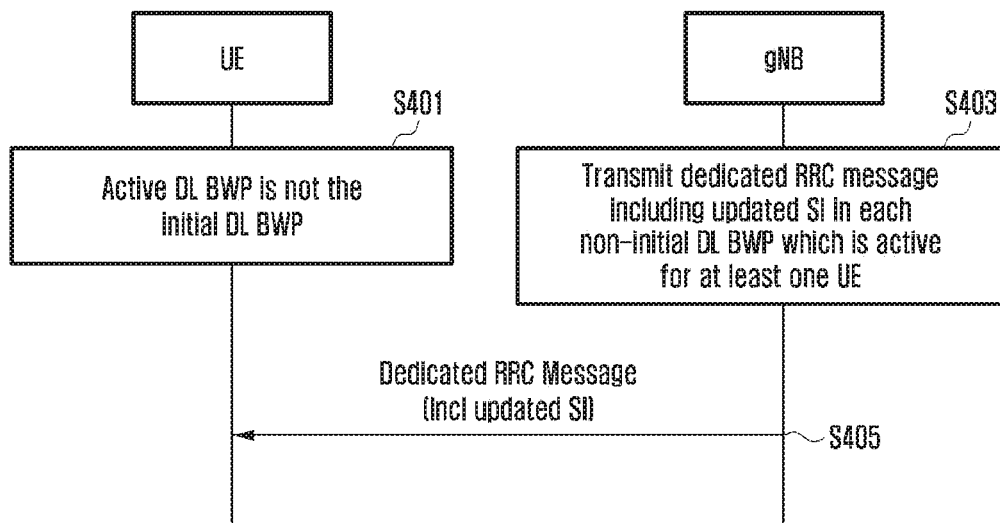 UE
gNB
S401
S403
Active DL BWP is not the
initial DL BWP
Transmit dedicated RRC message
including updated SI in each
non-initial DL BWP which is active
for at least one UE
Dedicated RRC Message
(Incl updated SI)
S405